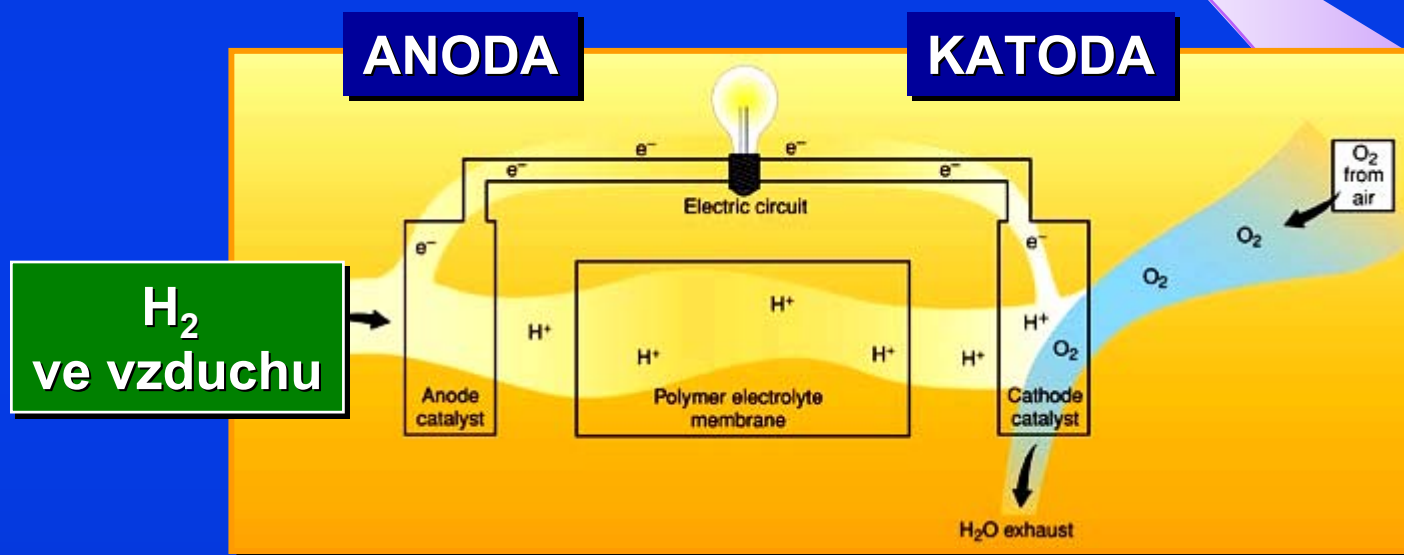 ANODA
KATODA
e⁻
e⁻
e⁻
e⁻
e⁻
e⁻
Electric circuit
O₂
from
air
O₂
O₂
O₂
H₂
ve vzduchu
H⁺
H⁺
H⁺
H⁺
H⁺
H⁺
Anode
catalyst
Polymer electrolyte
membrane
Cathode
catalyst
H₂O exhaust